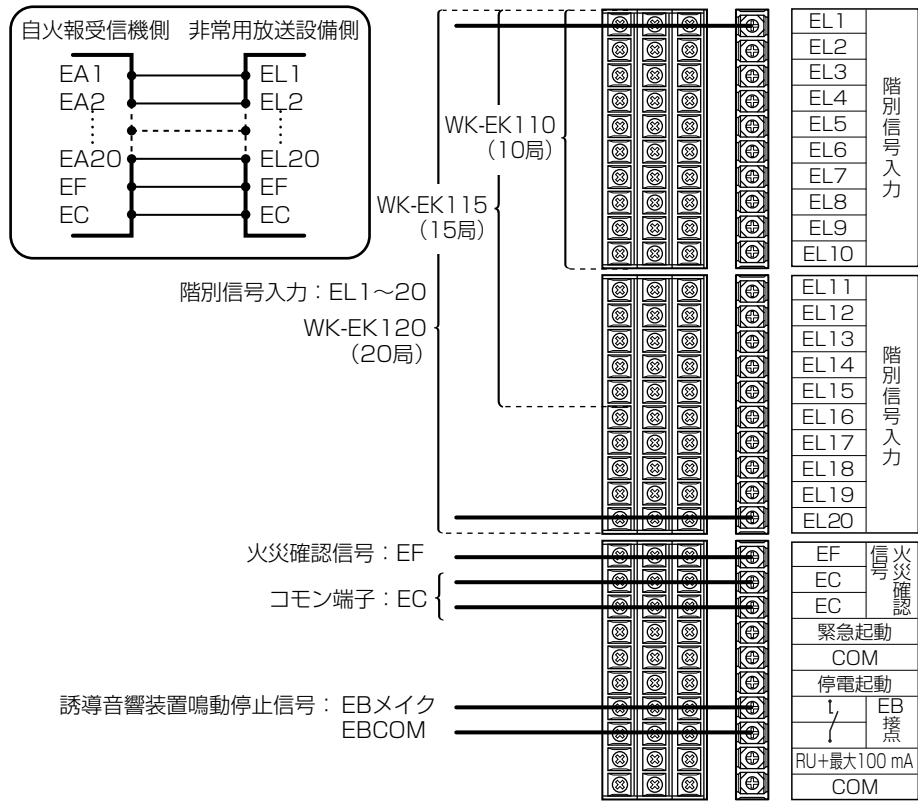 自火報受信機側 非常用放送設備側
EA1 EL1
EA2 EL2
EA20 EL20
EF EF
EC EC
WK-EK110
(10局)
WK-EK115
(15局)
階別信号入力:EL1〜20
WK-EK120
(20局)
火災確認信号:EF
コモン端子:EC
誘導音響装置鳴動停止信号: EBメイク
EBCOM
EL1
EL2
EL3
EL4
EL5
EL6
EL7
EL8
EL9
EL10
階別信号入力
EL11
EL12
EL13
EL14
EL15
EL16
EL17
EL18
EL19
EL20
階別信号入力
EF
EC
EC
火災確認
信号
緊急起動
COM
停電起動
EB
接点
RU+最大100 mA
COM